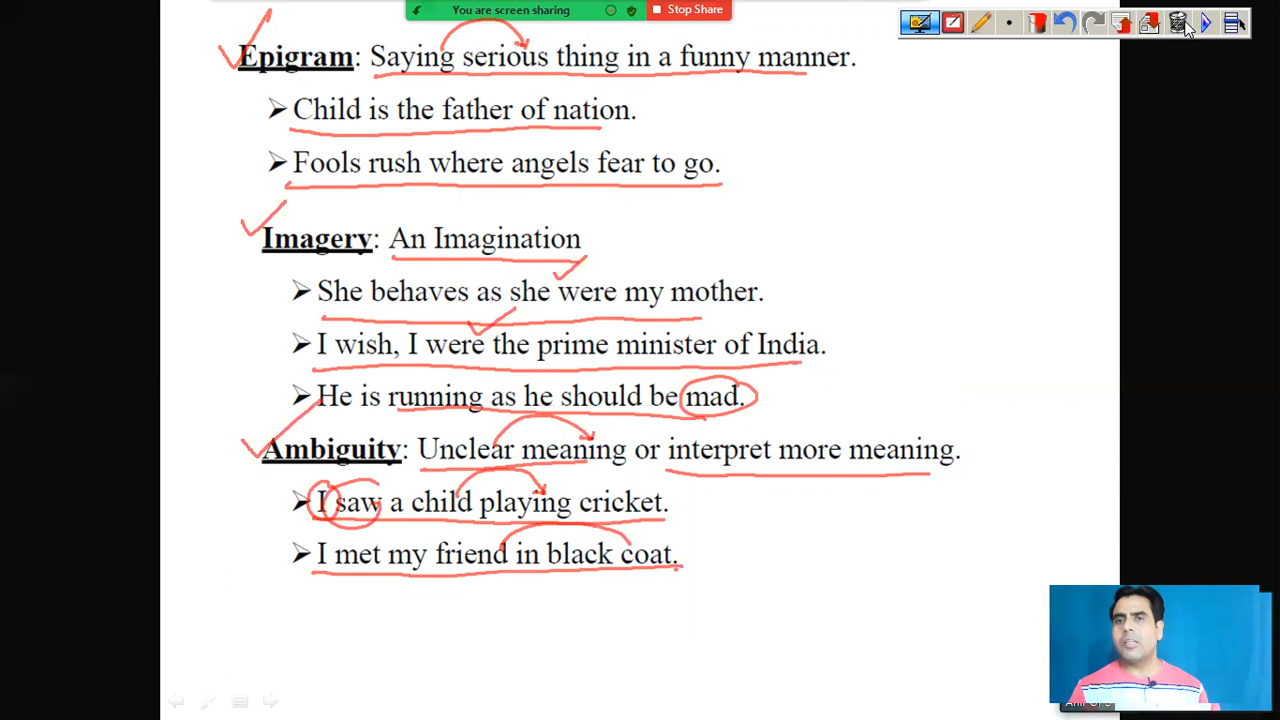 You are screen sharing
Stop Share
Epigram: Saying serious thing in a funny manner.
➢ Child is the father of nation.
➢ Fools rush where angels fear to go.
Imagery: An Imagination
➢ She behaves as she were my mother.
➢ I wish, I were the prime minister of India.
➢ He is running as he should be mad.
Ambiguity: Unclear meaning or interpret more meaning.
➢ I saw a child playing cricket.
➢ I met my friend in black coat.